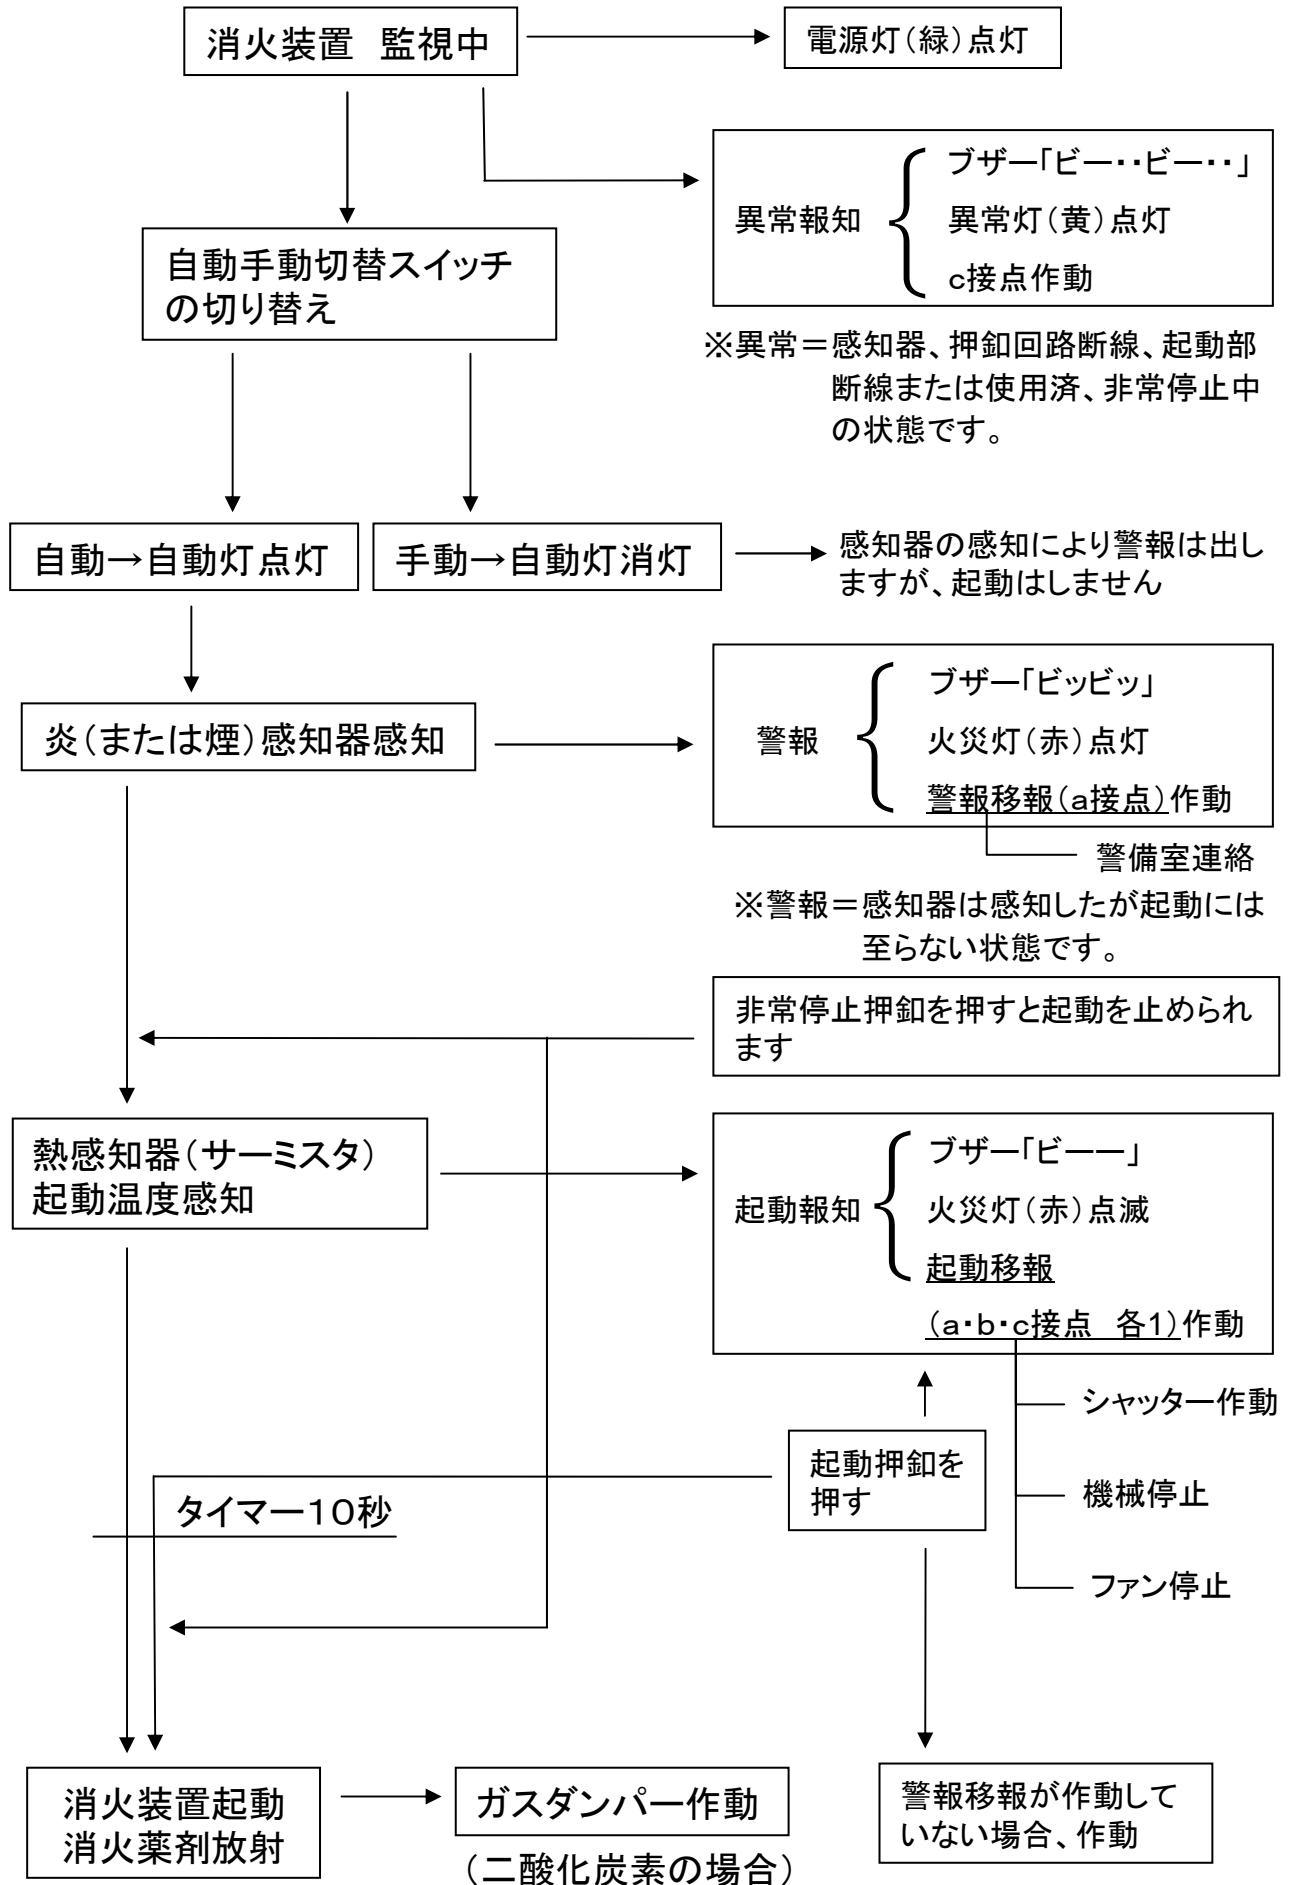 消火装置　監視中
電源灯（緑）点灯
ブザー「ビー・・ビー・・」
異常報知
異常灯（黄）点灯
c接点作動
自動手動切替スイッチ
の切り替え
※異常＝感知器、押釦回路断線、起動部
断線または使用済、非常停止中
の状態です。
自動→自動灯点灯
手動→自動灯消灯
感知器の感知により警報は出し
ますが、起動はしません
炎（または煙）感知器感知
ブザー「ビッビッ」
警報
火災灯（赤）点灯
警報移報（a接点）作動
警備室連絡
※警報＝感知器は感知したが起動には
至らない状態です。
非常停止押釦を押すと起動を止められ
ます
熱感知器（サーミスタ）
起動温度感知
ブザー「ビーー」
起動報知
火災灯（赤）点滅
起動移報
（a・b・c接点　各1）作動
シャッター作動
起動押釦を
押す
機械停止
タイマー１０秒
ファン停止
消火装置起動
消火薬剤放射
ガスダンパー作動
（二酸化炭素の場合）
警報移報が作動して
いない場合、作動